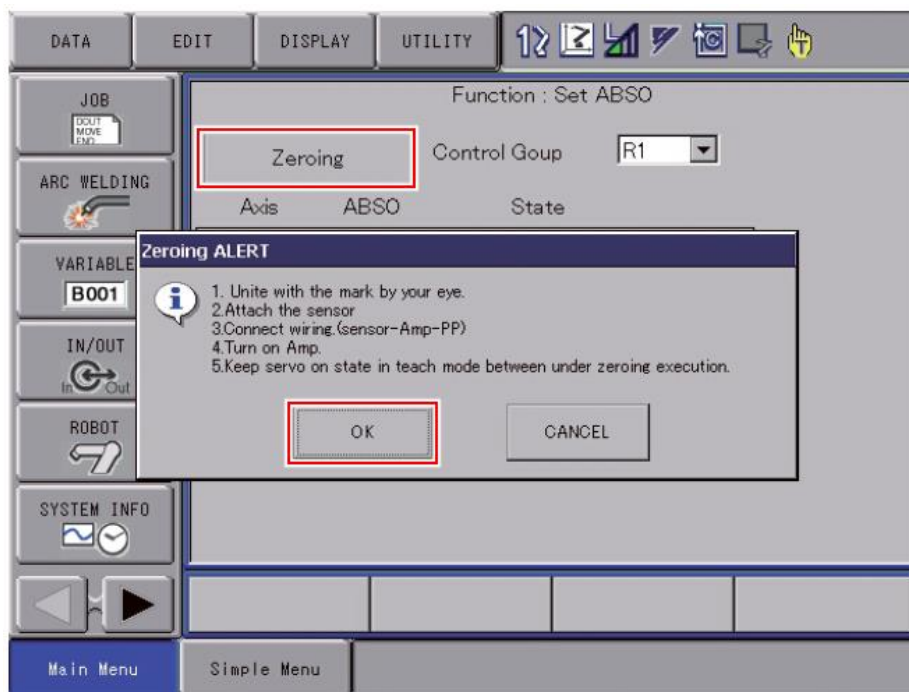 DATA
EDIT
DISPLAY
UTILITY
JOB
DOUT
MOVE
END
ARC WELDING
VARIABLE
B001
IN/OUT
In Out
ROBOT
SYSTEM INFO
Function : Set ABSO
Zeroing
Control Goup
R1
Axis ABSO State
Zeroing ALERT
1. Unite with the mark by your eye.
2.Attach the sensor
3.Connect wiring.(sensor-Amp-PP)
4.Turn on Amp.
5.Keep servo on state in teach mode between under zeroing execution.
OK
CANCEL
Main Menu
Simple Menu